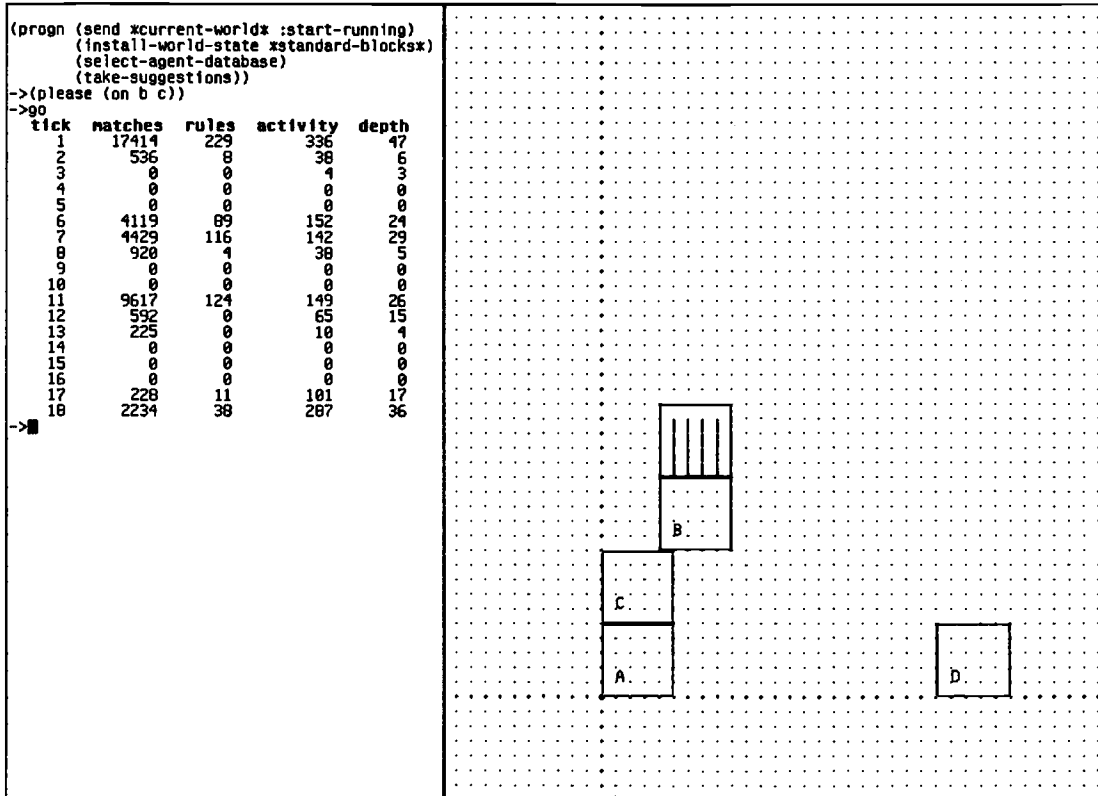 (progn (send *current-world* :start-running)
(install-world-state *standard-blocks*)
(select-agent-database)
(take-suggestions))
->(please (on b c))
->go
tick matches rules activity depth
1 17414 229 336 47
2 536 8 38 6
3 0 0 4 3
4 0 0 0 0
5 0 0 0 0
6 4119 89 152 24
7 4429 116 142 29
8 920 4 38 5
9 0 0 0 0
10 0 0 0 0
11 9617 124 149 26
12 592 0 65 15
13 225 0 10 4
14 0 0 0 0
15 0 0 0 0
16 0 0 0 0
17 228 11 101 17
18 2234 38 287 36
->
B
C
A
D